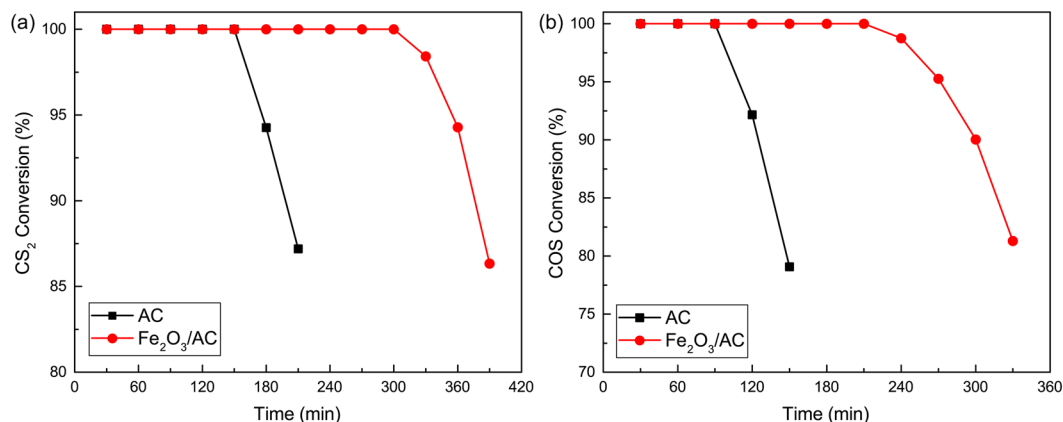 (a)
100
95
90
85
80
CS₂ Conversion (%)
AC
Fe₂O₃/AC
0 60 120 180 240 300 360 420
Time (min)
(b)
100
95
90
85
80
75
70
COS Conversion (%)
AC
Fe₂O₃/AC
0 60 120 180 240 300 360
Time (min)